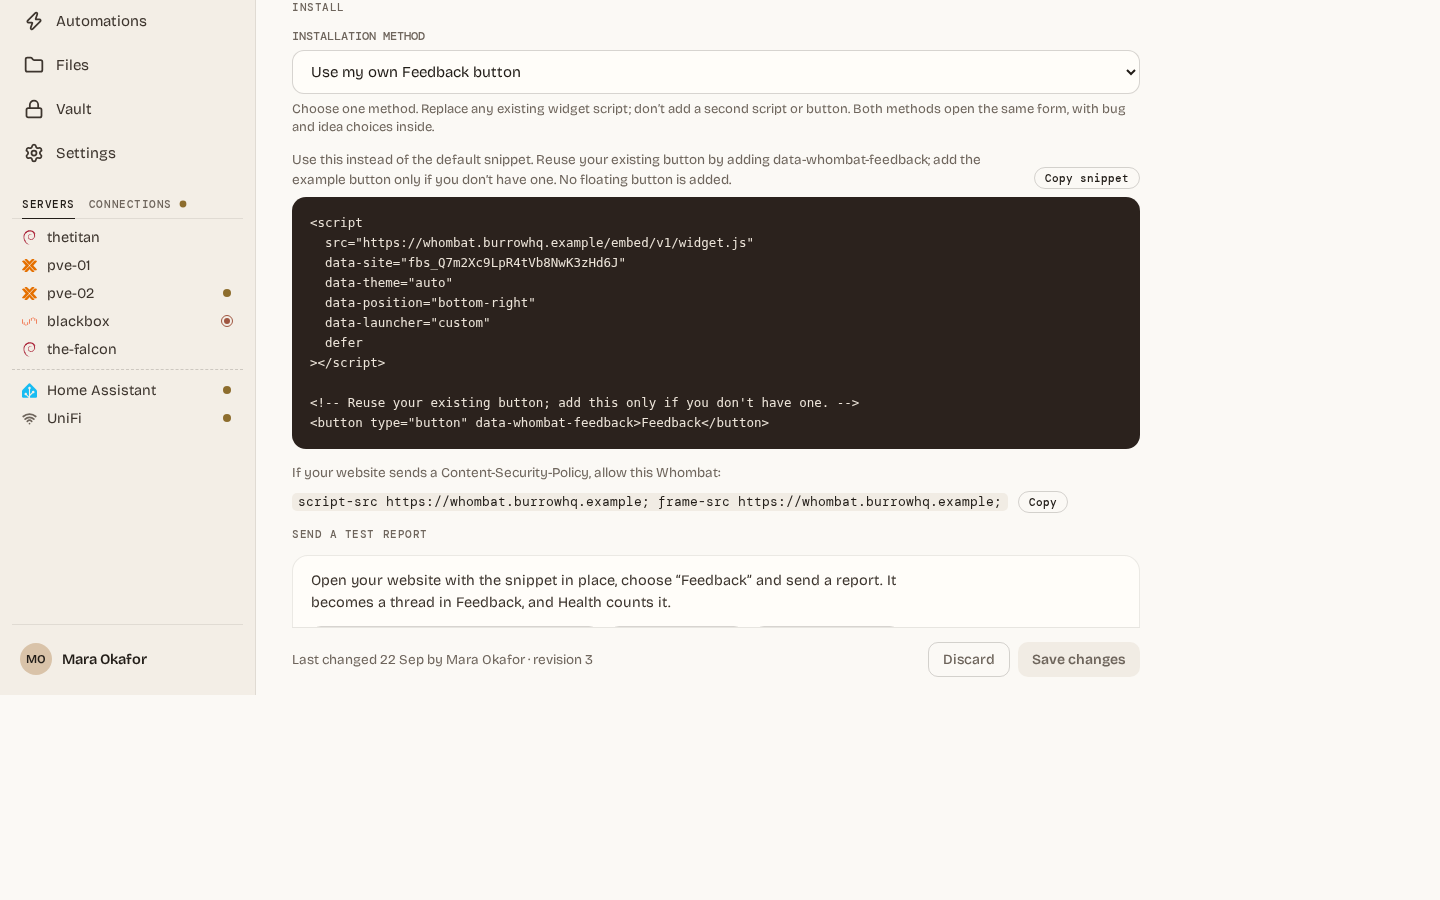 Automations
Files
Vault
Settings
SERVERS CONNECTIONS
thetitan
pve-01
pve-02
blackbox
the-falcon
Home Assistant
UniFi
MO Mara Okafor
INSTALL
INSTALLATION METHOD
Use my own Feedback button
Choose one method. Replace any existing widget script; don't add a second script or button. Both methods open the same form, with bug
and idea choices inside.
Use this instead of the default snippet. Reuse your existing button by adding data-whombat-feedback; add the
example button only if you don't have one. No floating button is added.
Copy snippet
<script
  src="https://whombat.burrowhq.example/embed/v1/widget.js"
  data-site="fbs_Q7m2Xc9LpR4tVb8NwK3zHd6J"
  data-theme="auto"
  data-position="bottom-right"
  data-launcher="custom"
  defer
></script>
<!-- Reuse your existing button; add this only if you don't have one. -->
<button type="button" data-whombat-feedback>Feedback</button>
If your website sends a Content-Security-Policy, allow this Whombat:
script-src https://whombat.burrowhq.example; frame-src https://whombat.burrowhq.example; Copy
SEND A TEST REPORT
Open your website with the snippet in place, choose “Feedback” and send a report. It
becomes a thread in Feedback, and Health counts it.
Last changed 22 Sep by Mara Okafor · revision 3
Discard
Save changes